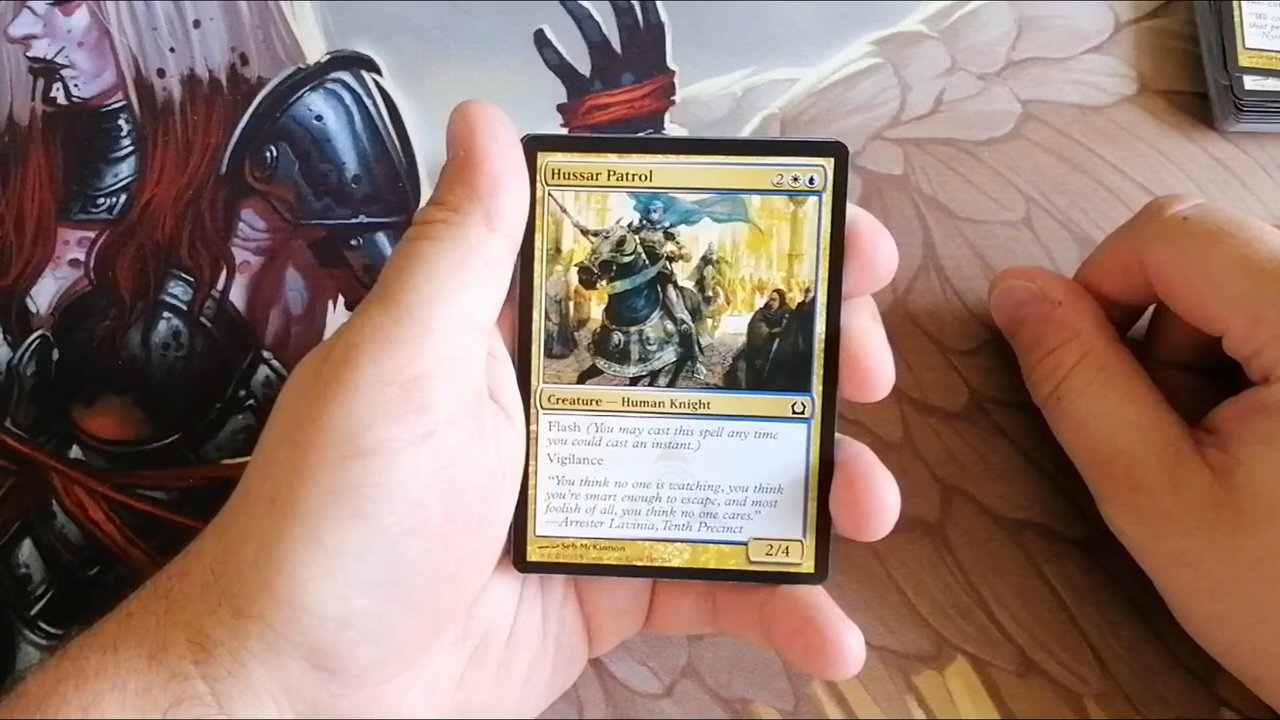 Hussar Patrol 2
Creature — Human Knight
Flash (You may cast this spell any time
you could cast an instant.)
Vigilance
"You think no one is watching, you think
you're smart enough to escape, and most
foolish of all, you think no one cares."
—Arrester Lavinia, Tenth Precinct
Seb McKinnon
2/4
"We
that